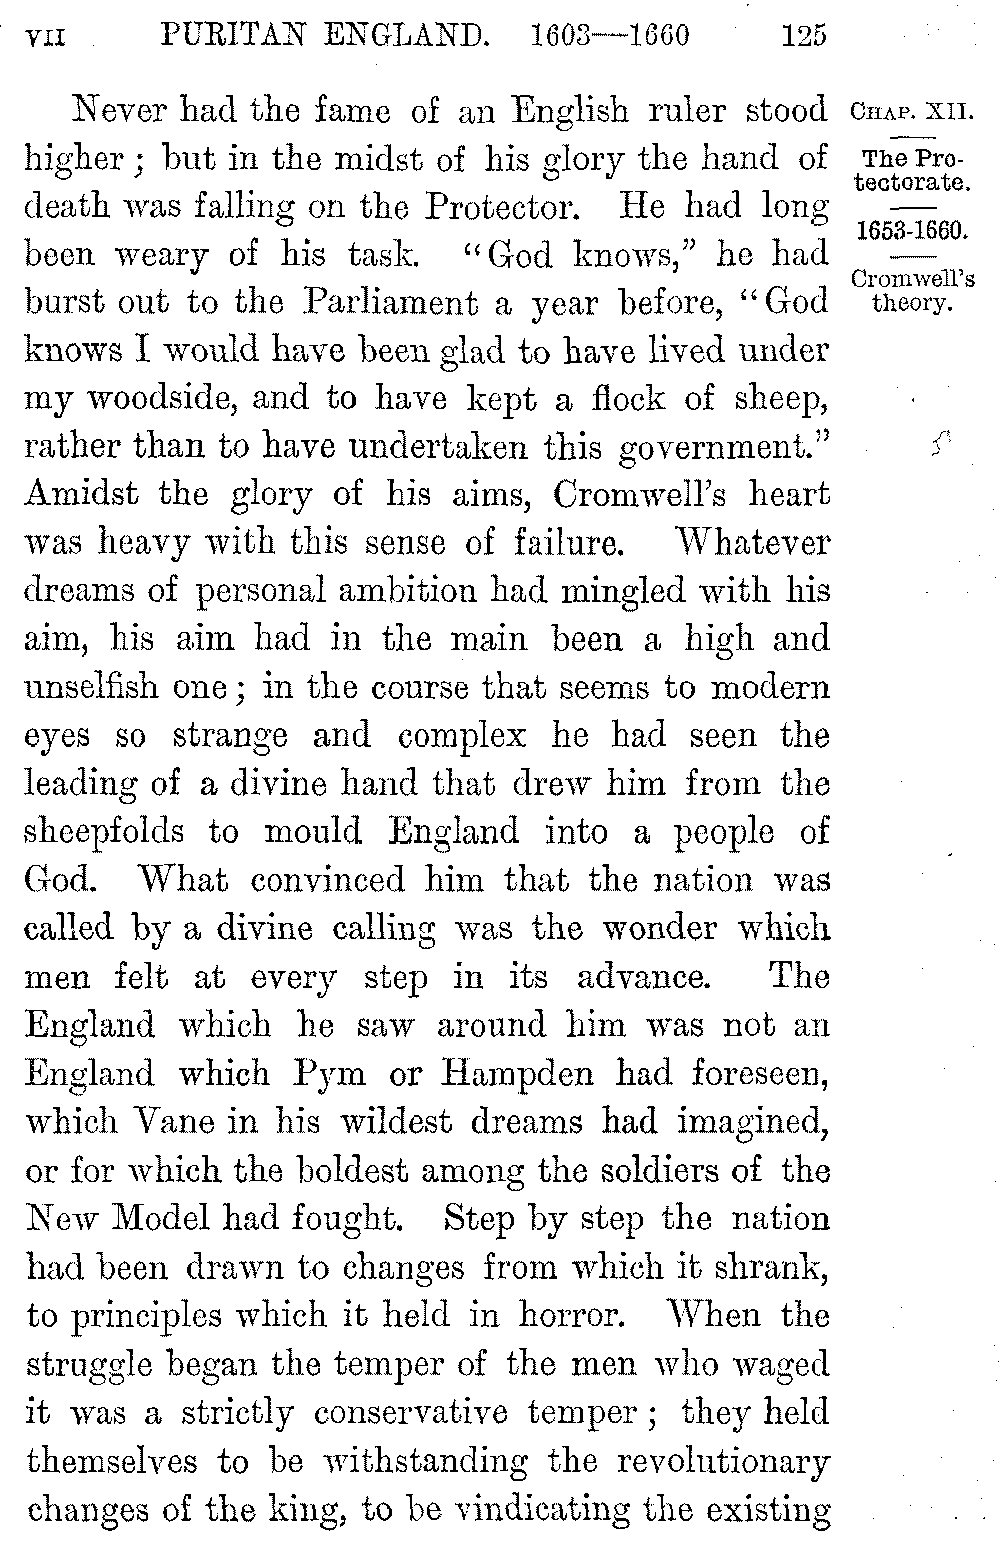 VII PURITAN ENGLAND. 1603—1660 125
Never had the fame of an English ruler stood
higher; but in the midst of his glory the hand of
death was falling on the Protector. He had long
been weary of his task. "God knows," he had
burst out to the Parliament a year before, "God
knows I would have been glad to have lived under
my woodside, and to have kept a flock of sheep,
rather than to have undertaken this government."
Amidst the glory of his aims, Cromwell's heart
was heavy with this sense of failure. Whatever
dreams of personal ambition had mingled with his
aim, his aim had in the main been a high and
unselfish one; in the course that seems to modern
eyes so strange and complex he had seen the
leading of a divine hand that drew him from the
sheepfolds to mould England into a people of
God. What convinced him that the nation was
called by a divine calling was the wonder which
men felt at every step in its advance. The
England which he saw around him was not an
England which Pym or Hampden had foreseen,
which Vane in his wildest dreams had imagined,
or for which the boldest among the soldiers of the
New Model had fought. Step by step the nation
had been drawn to changes from which it shrank,
to principles which it held in horror. When the
struggle began the temper of the men who waged
it was a strictly conservative temper; they held
themselves to be withstanding the revolutionary
changes of the king, to be vindicating the existing
CHAP. XII.
The Pro-
tectorate.
1653-1660.
Cromwell's
theory.